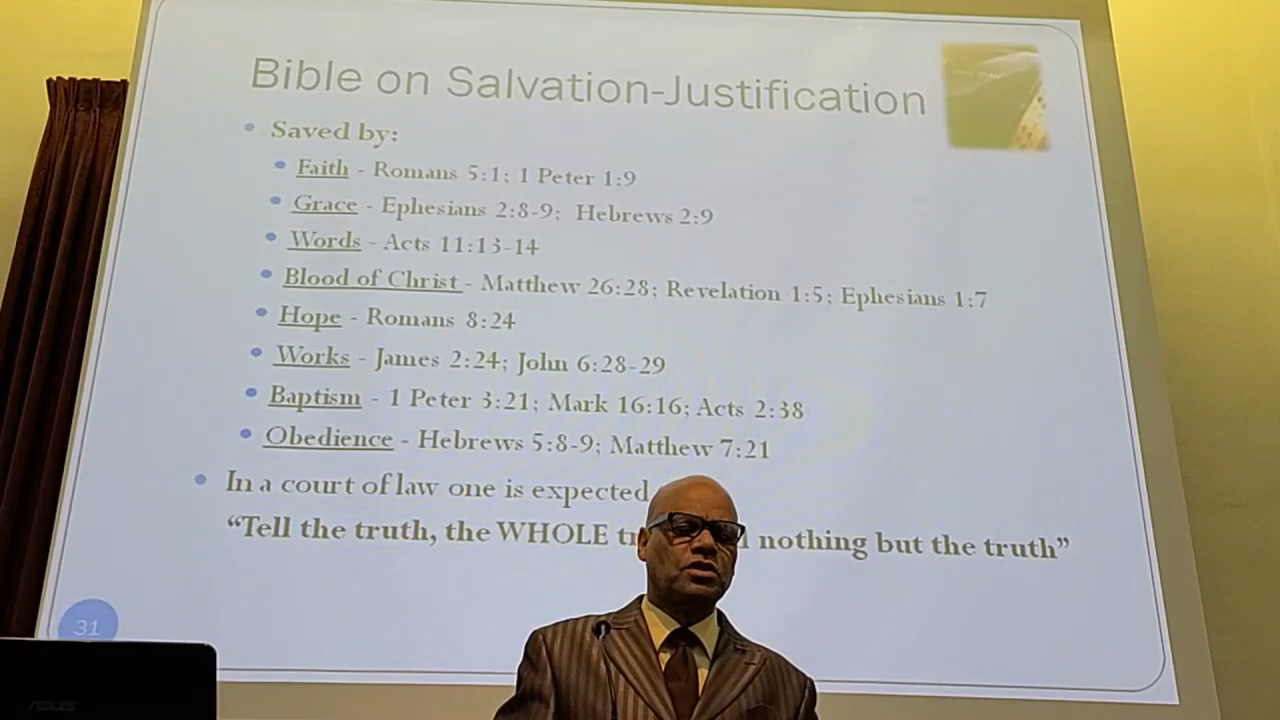 Bible on Salvation-Justification
Saved by:
Faith - Romans 5:1; 1 Peter 1:9
Grace - Ephesians 2:8-9; Hebrews 2:9
Words - Acts 11:13-14
Blood of Christ - Matthew 26:28; Revelation 1:5; Ephesians 1:7
Hope - Romans 8:24
Works - James 2:24; John 6:28-29
Baptism - 1 Peter 3:21; Mark 16:16; Acts 2:38
Obedience - Hebrews 5:8-9; Matthew 7:21
In a court of law one is expected
“Tell the truth, the WHOLE nothing but the truth”
31
ASUS